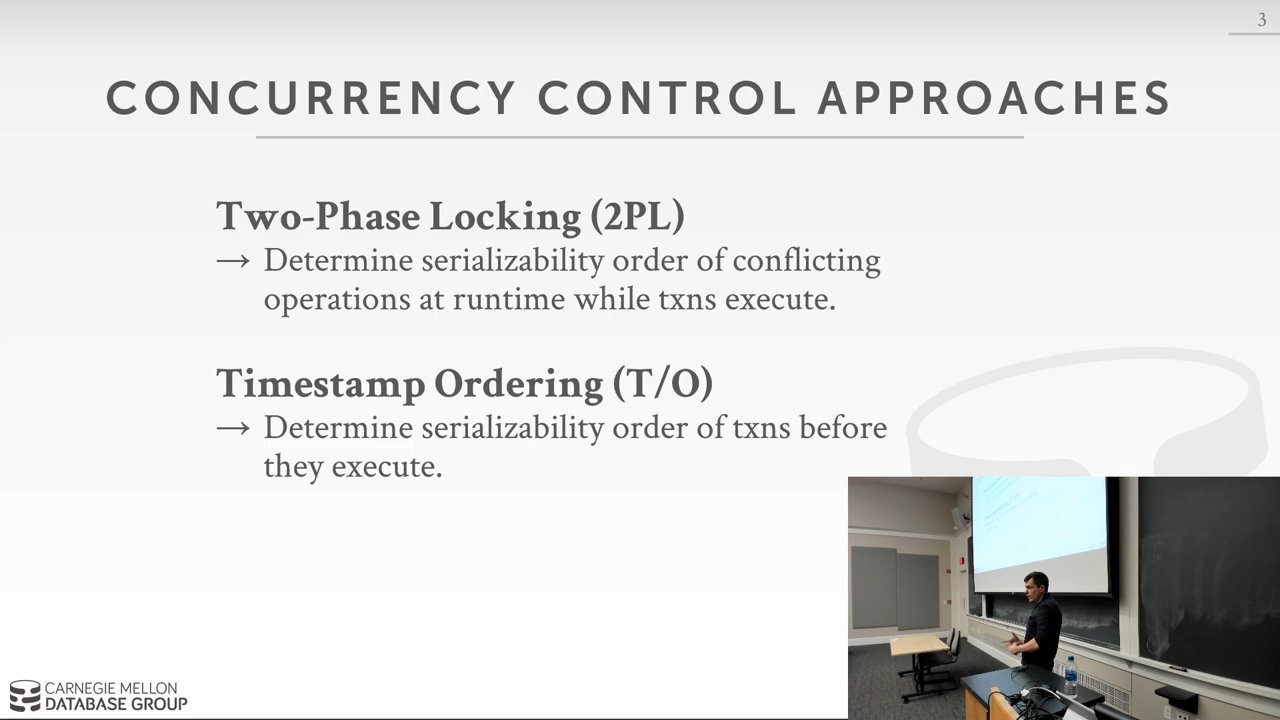 3
CONCURRENCY CONTROL APPROACHES
Two-Phase Locking (2PL)
→ Determine serializability order of conflicting
operations at runtime while txns execute.
Timestamp Ordering (T/O)
→ Determine serializability order of txns before
they execute.
CARNEGIE MELLON
DATABASE GROUP